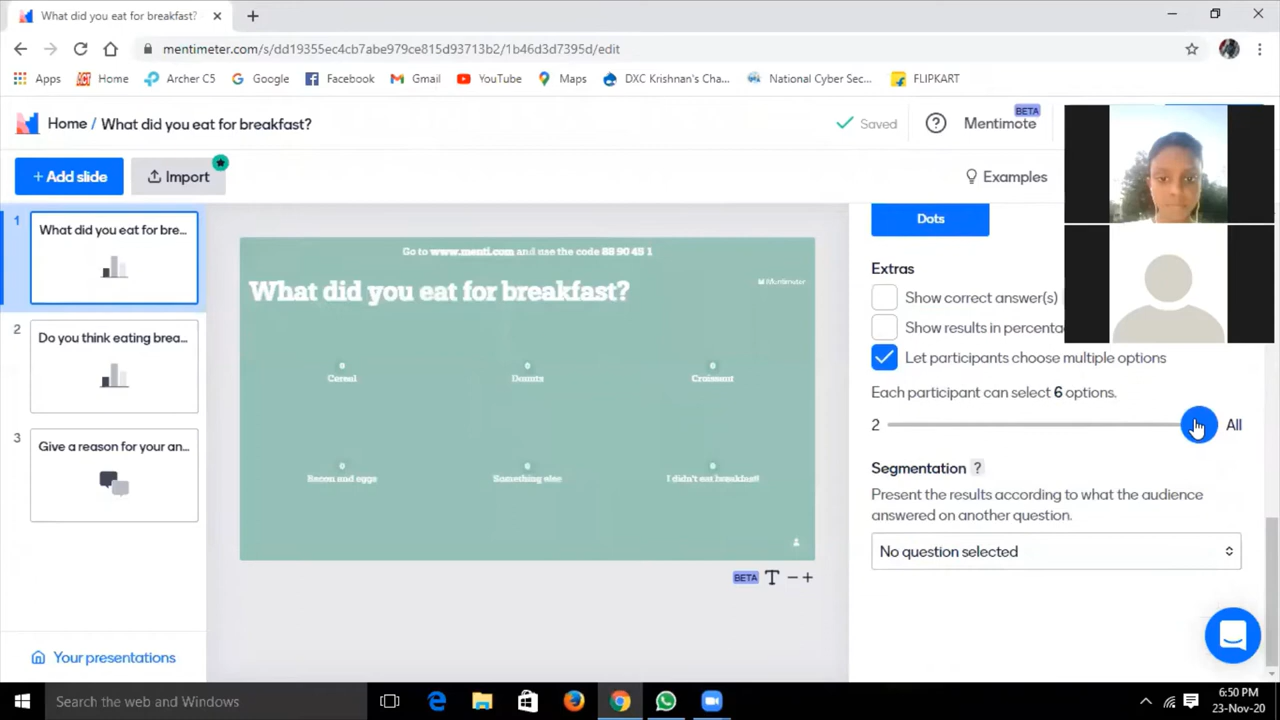 What did you eat for breakfast?
mentimeter.com/s/dd19355ec4cb7abe979ce815d93713b2/1b46d3d7395d/edit
Apps Home Archer C5 Google Facebook Gmail YouTube Maps DXC Krishnan's Cha... National Cyber Sec... FLIPKART
Home / What did you eat for breakfast?
Saved
?
Mentimote
BETA
+ Add slide
Import
Examples
1
What did you eat for bre...
2
Do you think eating brea...
3
Give a reason for your an...
Your presentations
Go to www.menti.com and use the code 88 90 45 1
What did you eat for breakfast?
Mentimeter
0 0 0
Cereal Donuts Croissant
0 0 0
Bacon and eggs Something else I didn't eat breakfast!
BETA T − +
Dots
Extras
Show correct answer(s)
Show results in percenta
Let participants choose multiple options
Each participant can select 6 options.
2 All
Segmentation ?
Present the results according to what the audience
answered on another question.
No question selected
Search the web and Windows
6:50 PM
23-Nov-20